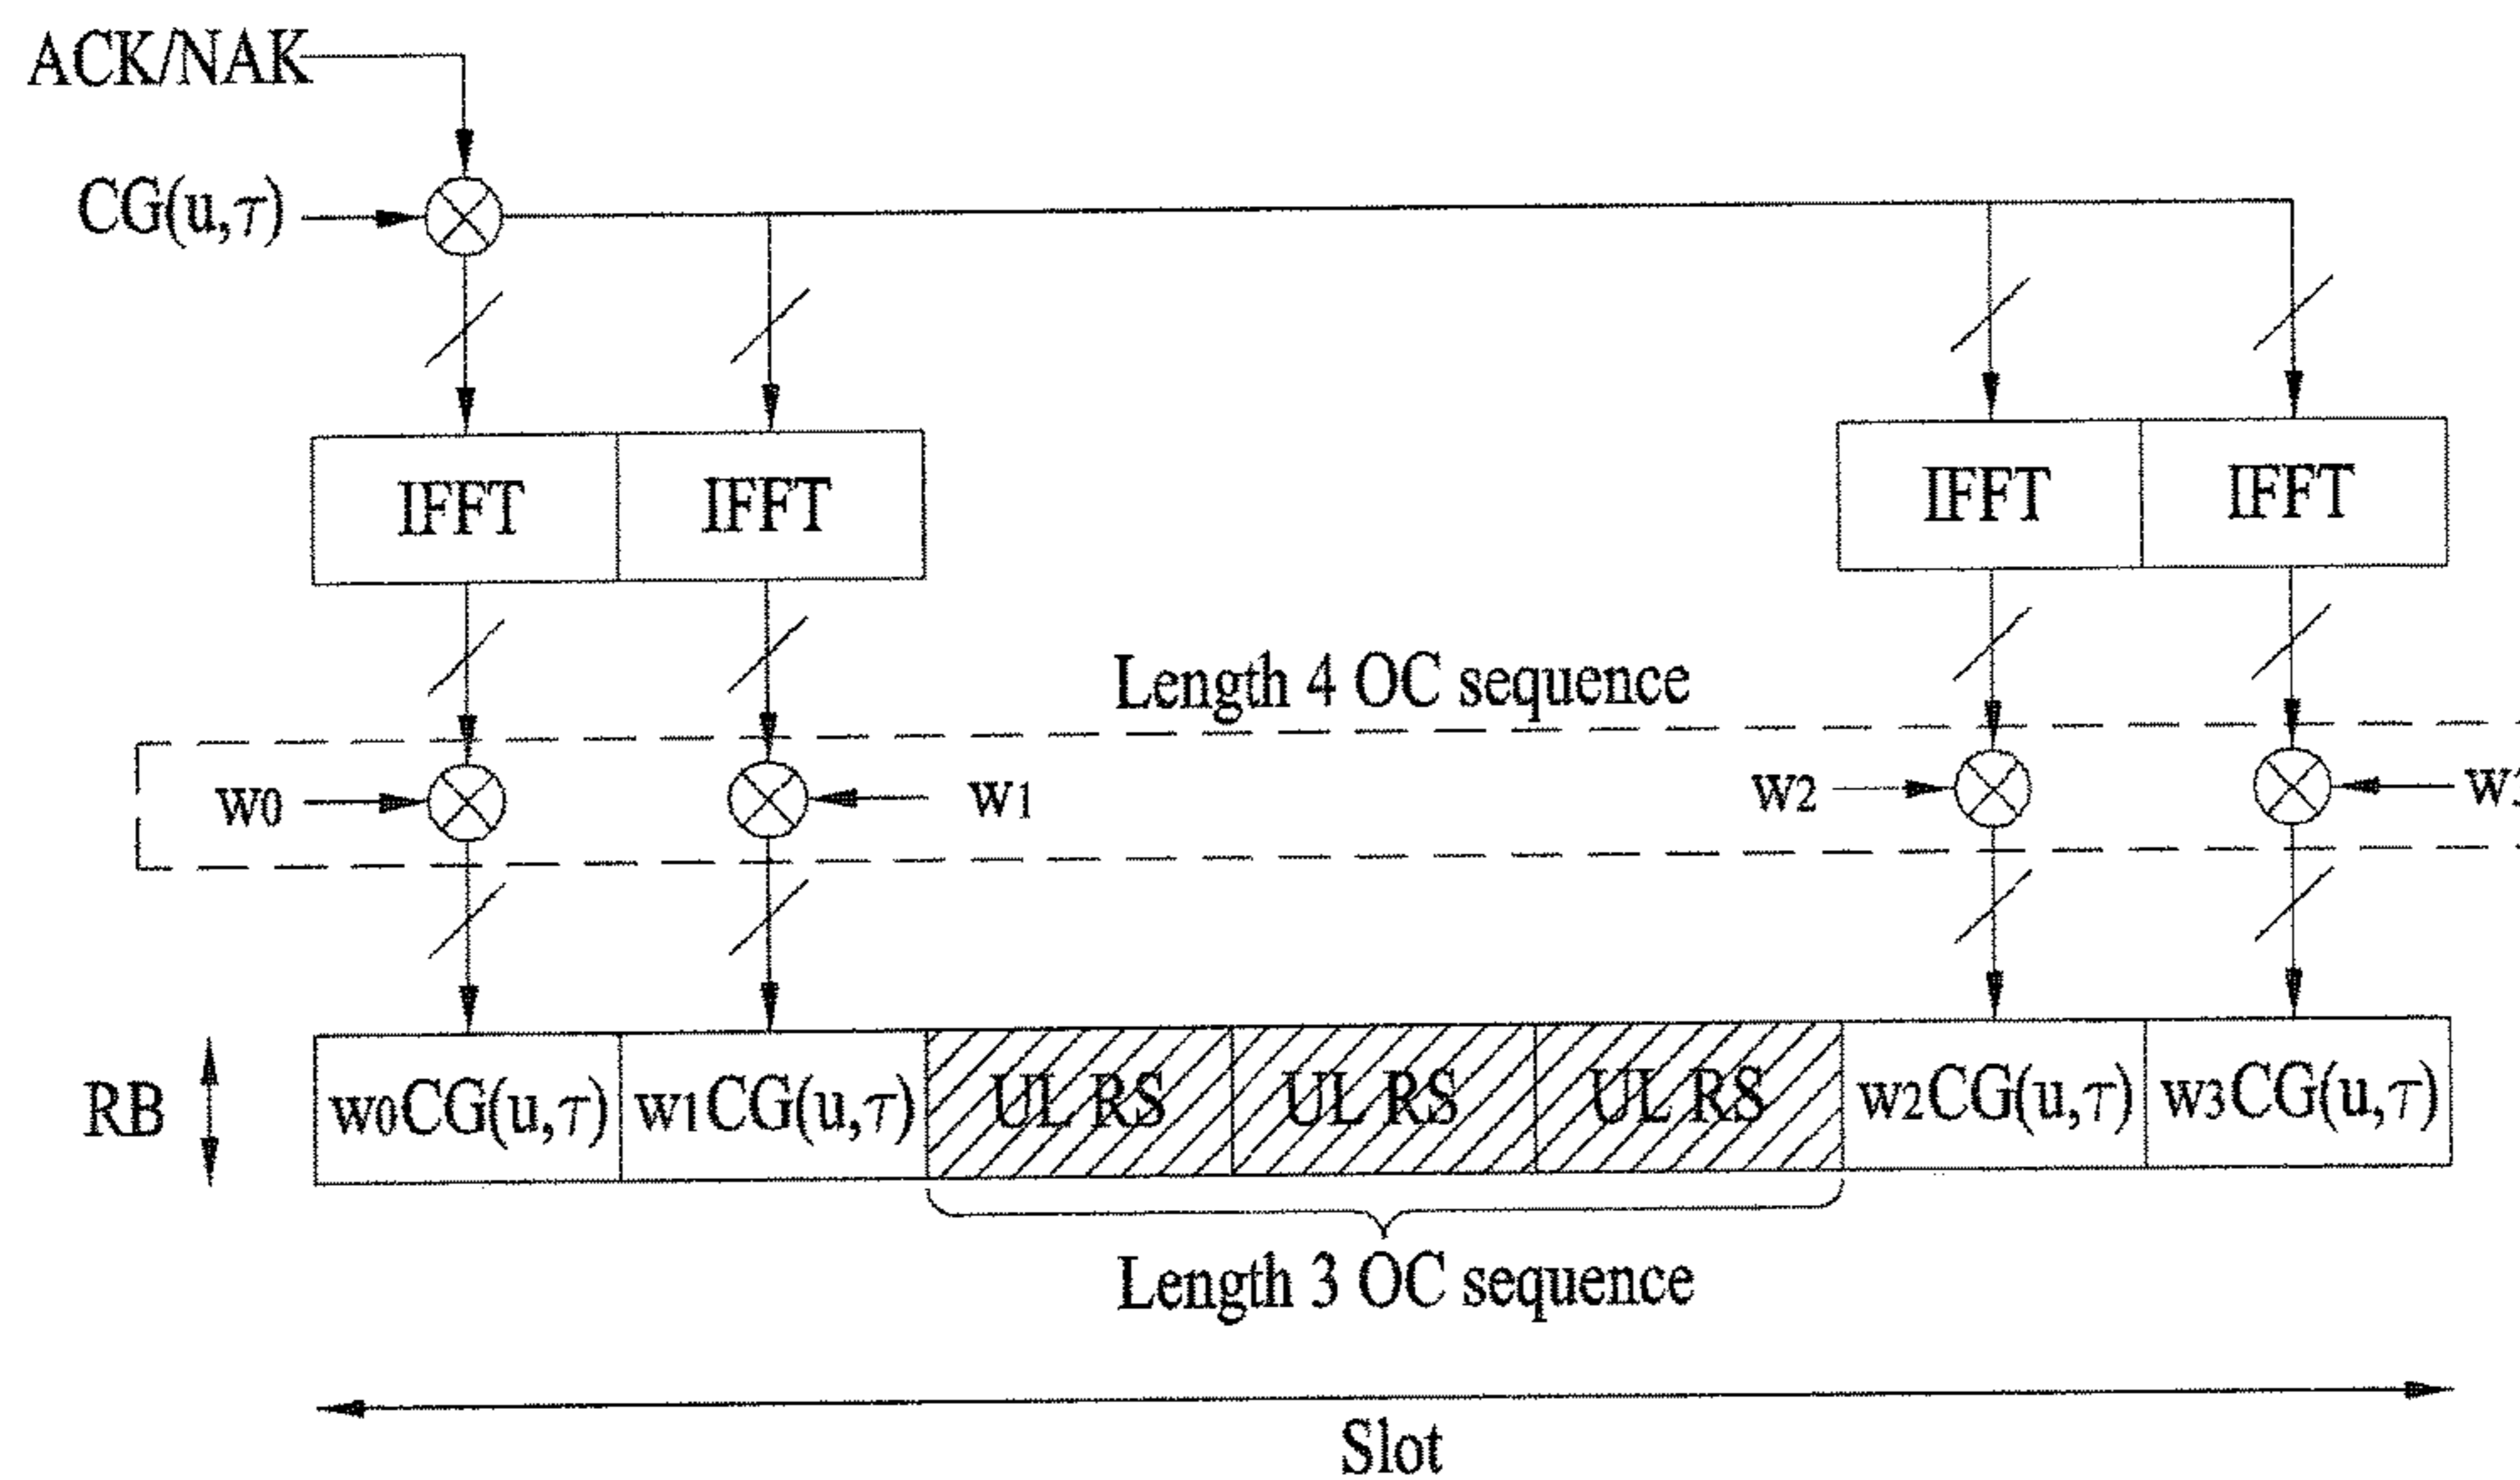 ACK/NAK
CG(u,τ)
IFFT IFFT IFFT IFFT
Length 4 OC sequence
w0 w1 w2
RB w0CG(u,τ) w1CG(u,τ) UL RS UL RS UL RS w2CG(u,τ) w3CG(u,τ)
Length 3 OC sequence
Slot